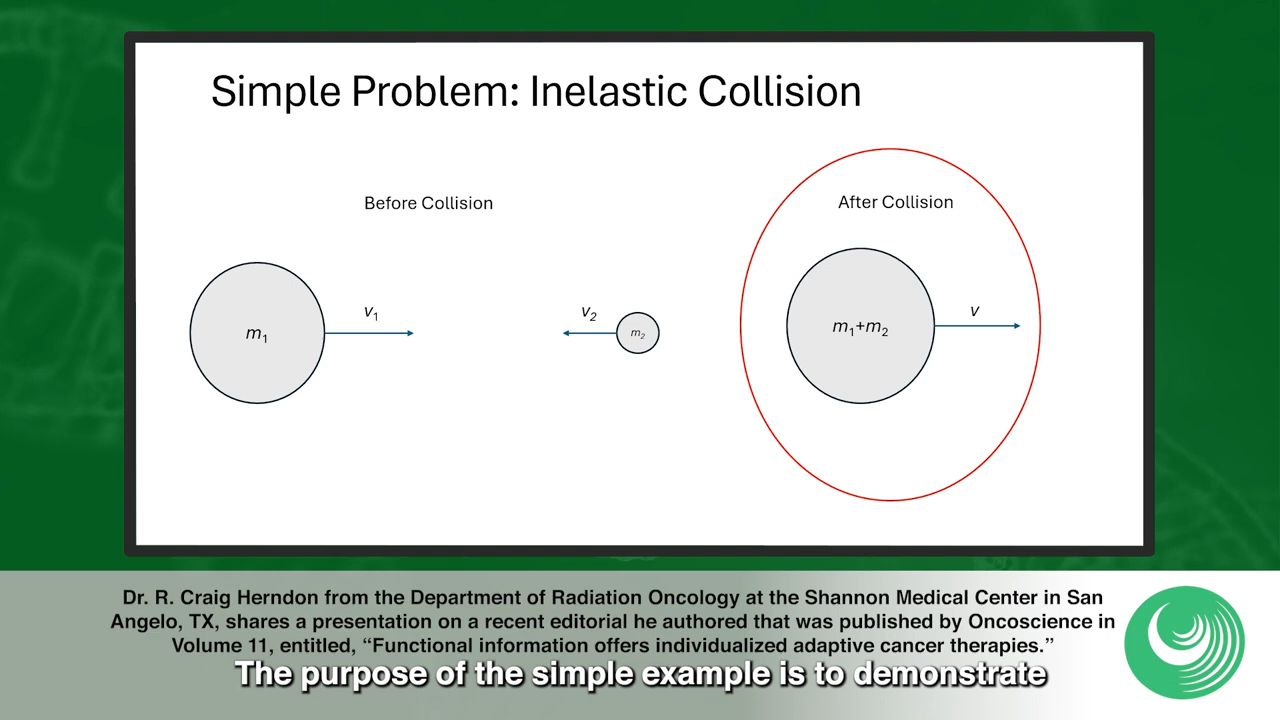 Simple Problem: Inelastic Collision
Before Collision
After Collision
v₁
v₂
v
m₁
m₂
m₁+m₂
Dr. R. Craig Herndon from the Department of Radiation Oncology at the Shannon Medical Center in San
Angelo, TX, shares a presentation on a recent editorial he authored that was published by Oncoscience in
Volume 11, entitled, “Functional information offers individualized adaptive cancer therapies.”
The purpose of the simple example is to demonstrate